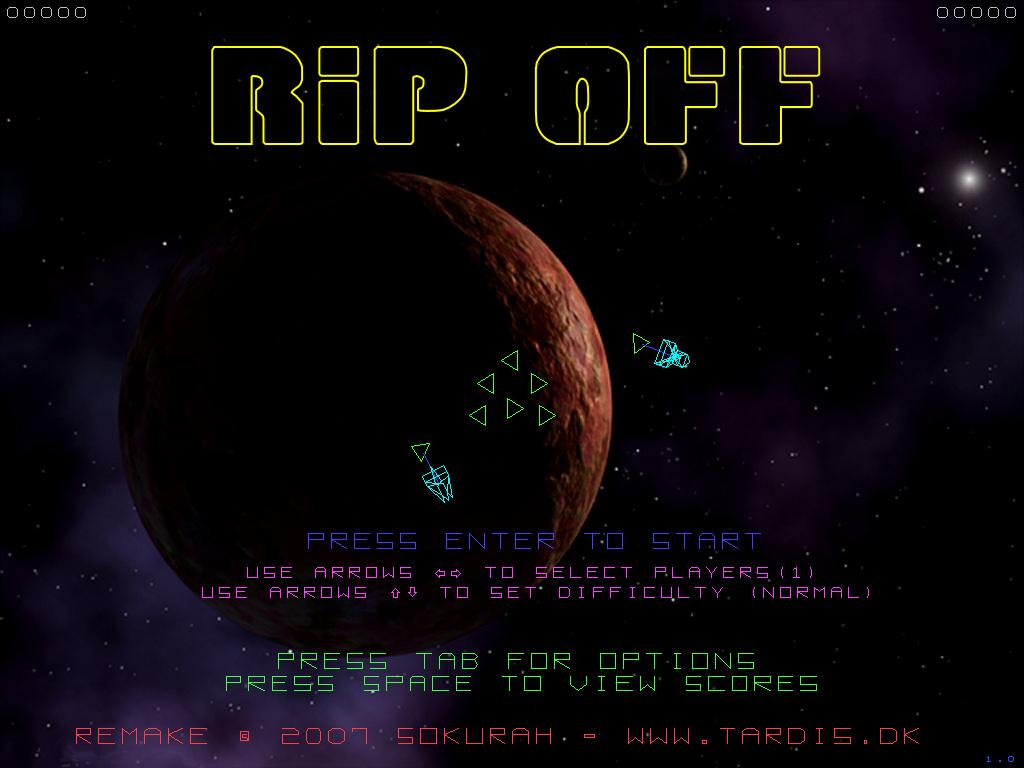 00000 00000
RiP OFF
PRESS ENTER TO START
USE ARROWS ⇦⇨ TO SELECT PLAYERS(1)
USE ARROWS ⇧⇩ TO SET DIFFICULTY (NORMAL)
PRESS TAB FOR OPTIONS
PRESS SPACE TO VIEW SCORES
REMAKE © 2007 SOKURAH - WWW.TARDIS.DK
1.0